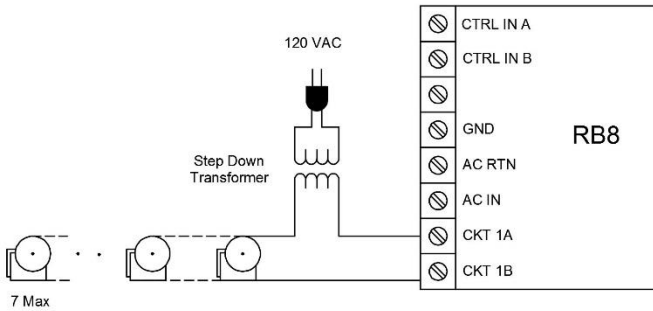 120 VAC
Step Down
Transformer
7 Max
CTRL IN A
CTRL IN B
GND
AC RTN
AC IN
CKT 1A
CKT 1B
RB8